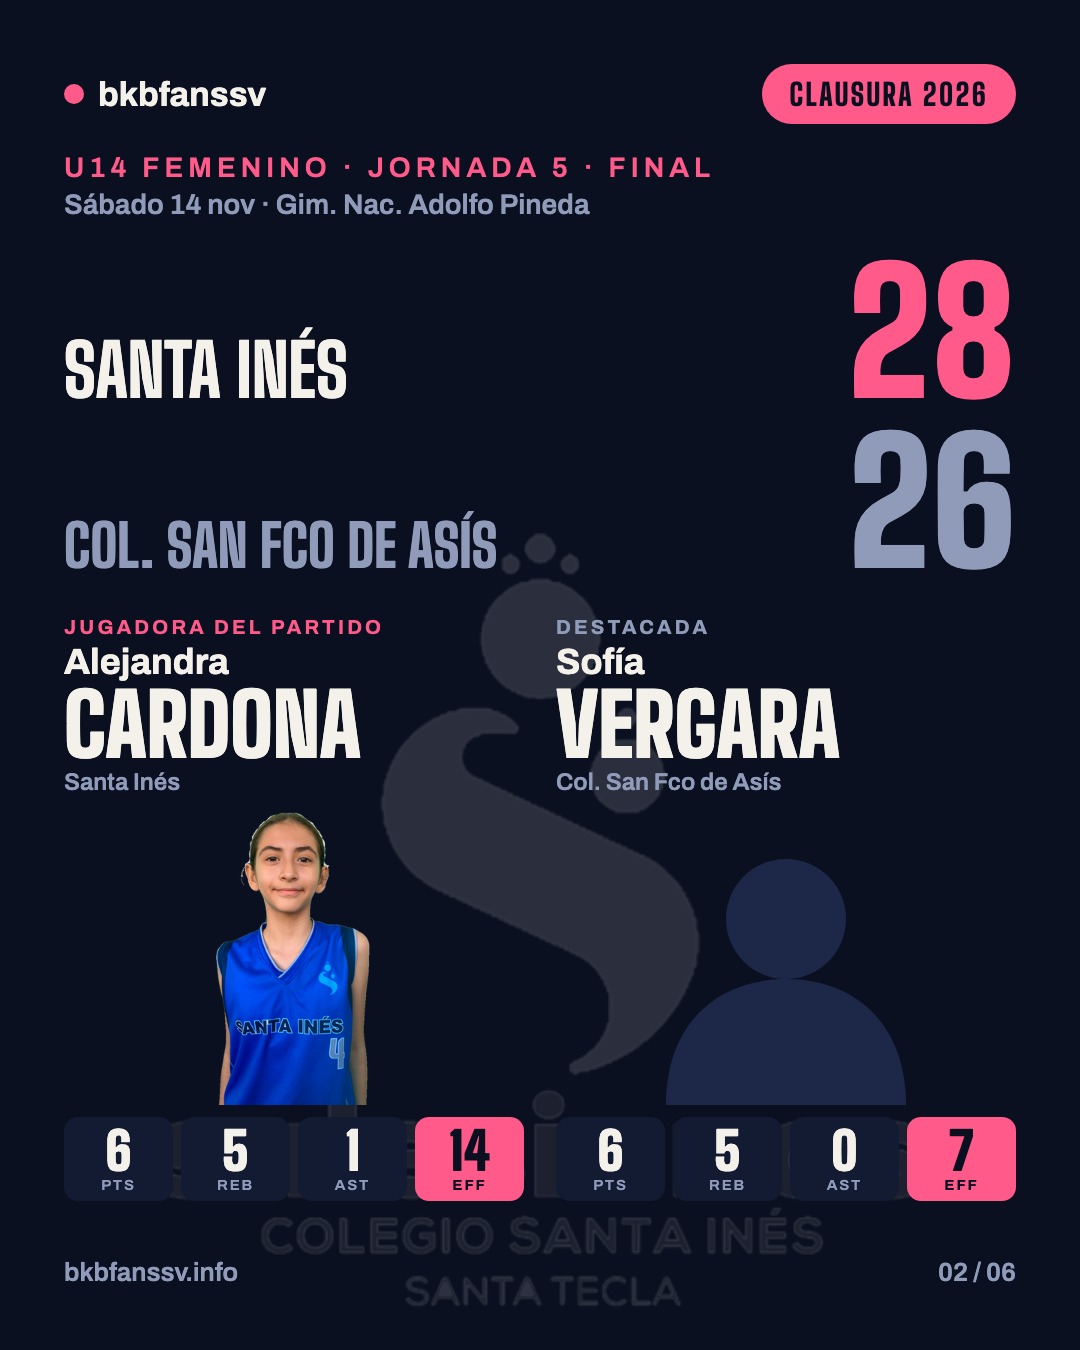 bkbfanssv
CLAUSURA 2026
U14 FEMENINO · JORNADA 5 · FINAL
Sábado 14 nov · Gim. Nac. Adolfo Pineda
SANTA INÉS
28
COL. SAN FCO DE ASÍS
26
JUGADORA DEL PARTIDO
Alejandra
CARDONA
Santa Inés
DESTACADA
Sofía
VERGARA
Col. San Fco de Asís
SANTA INÉS
4
6
PTS
5
REB
1
AST
14
EFF
6
PTS
5
REB
0
AST
7
EFF
COLEGIO SANTA INÉS
SANTA TECLA
bkbfanssv.info
02 / 06